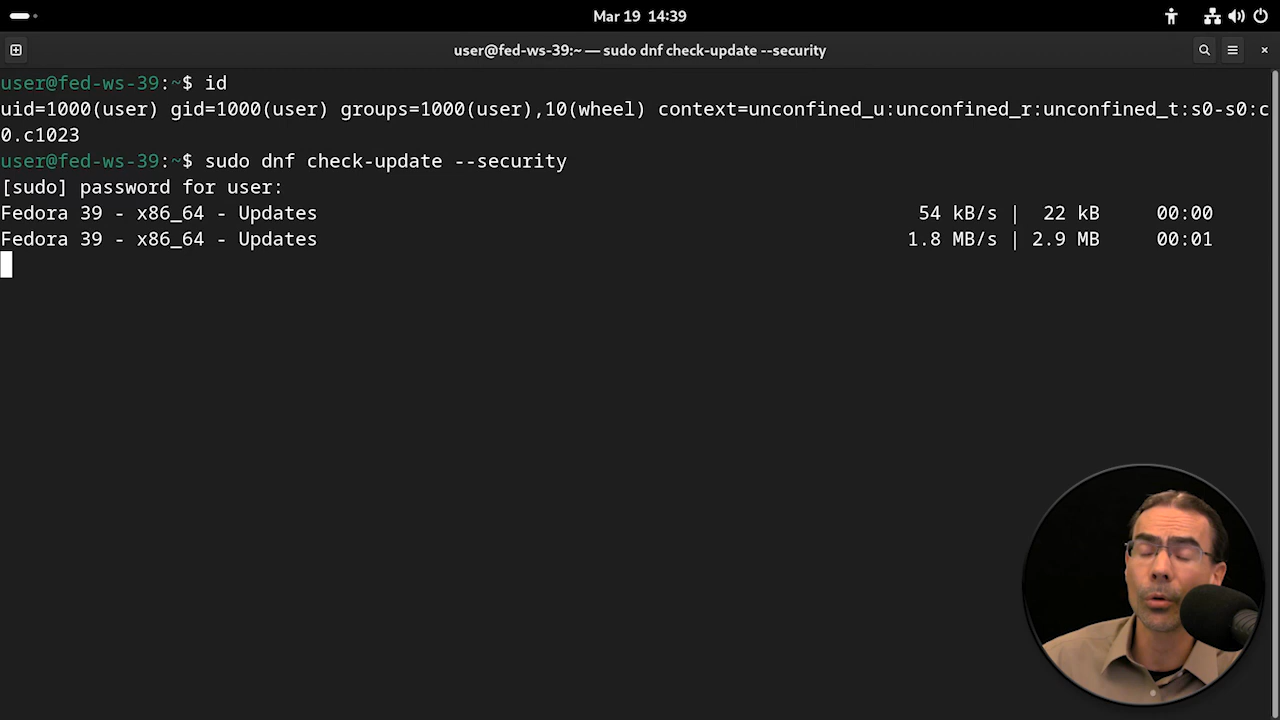 Mar 19 14:39
user@fed-ws-39:~ — sudo dnf check-update --security
user@fed-ws-39:~$ id
uid=1000(user) gid=1000(user) groups=1000(user),10(wheel) context=unconfined_u:unconfined_r:unconfined_t:s0-s0:c
0.c1023
user@fed-ws-39:~$ sudo dnf check-update --security
[sudo] password for user:
Fedora 39 - x86_64 - Updates 54 kB/s | 22 kB 00:00
Fedora 39 - x86_64 - Updates 1.8 MB/s | 2.9 MB 00:01